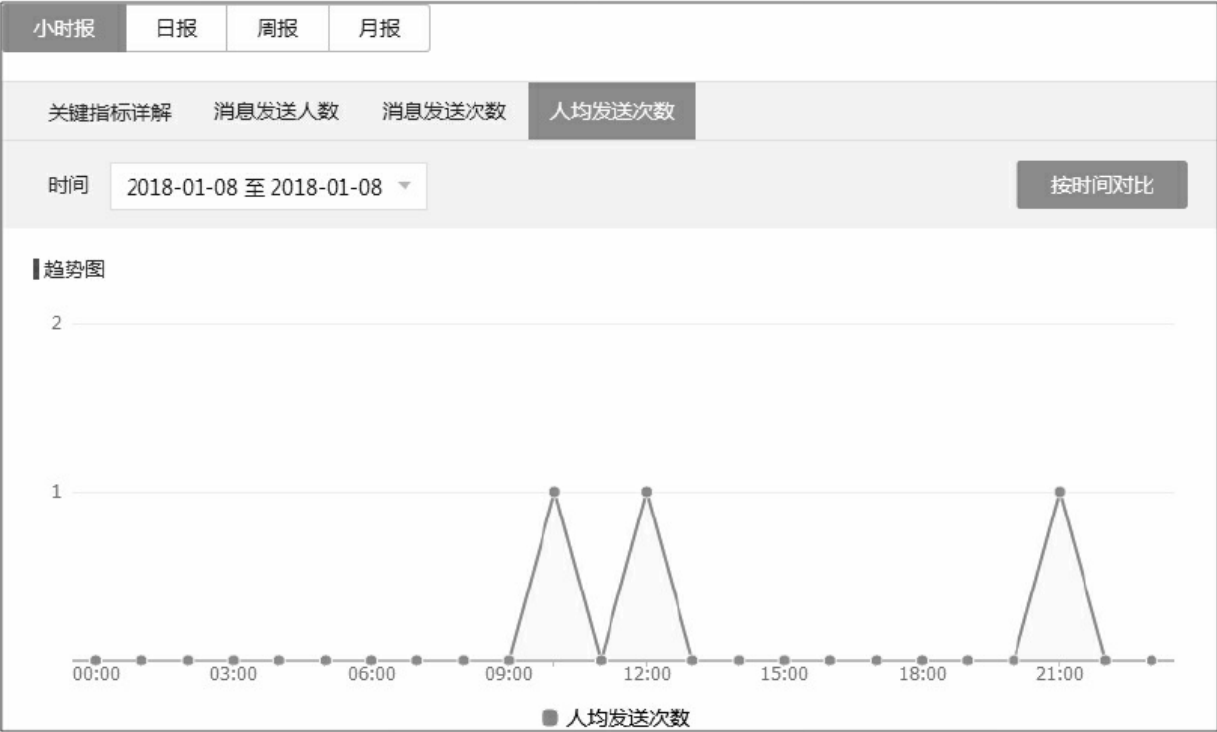 小时报 日报 周报 月报
关键指标详解 消息发送人数 消息发送次数 人均发送次数
时间 2018-01-08 至 2018-01-08 按时间对比
趋势图
2
1
00:00 03:00 06:00 09:00 12:00 15:00 18:00 21:00
人均发送次数